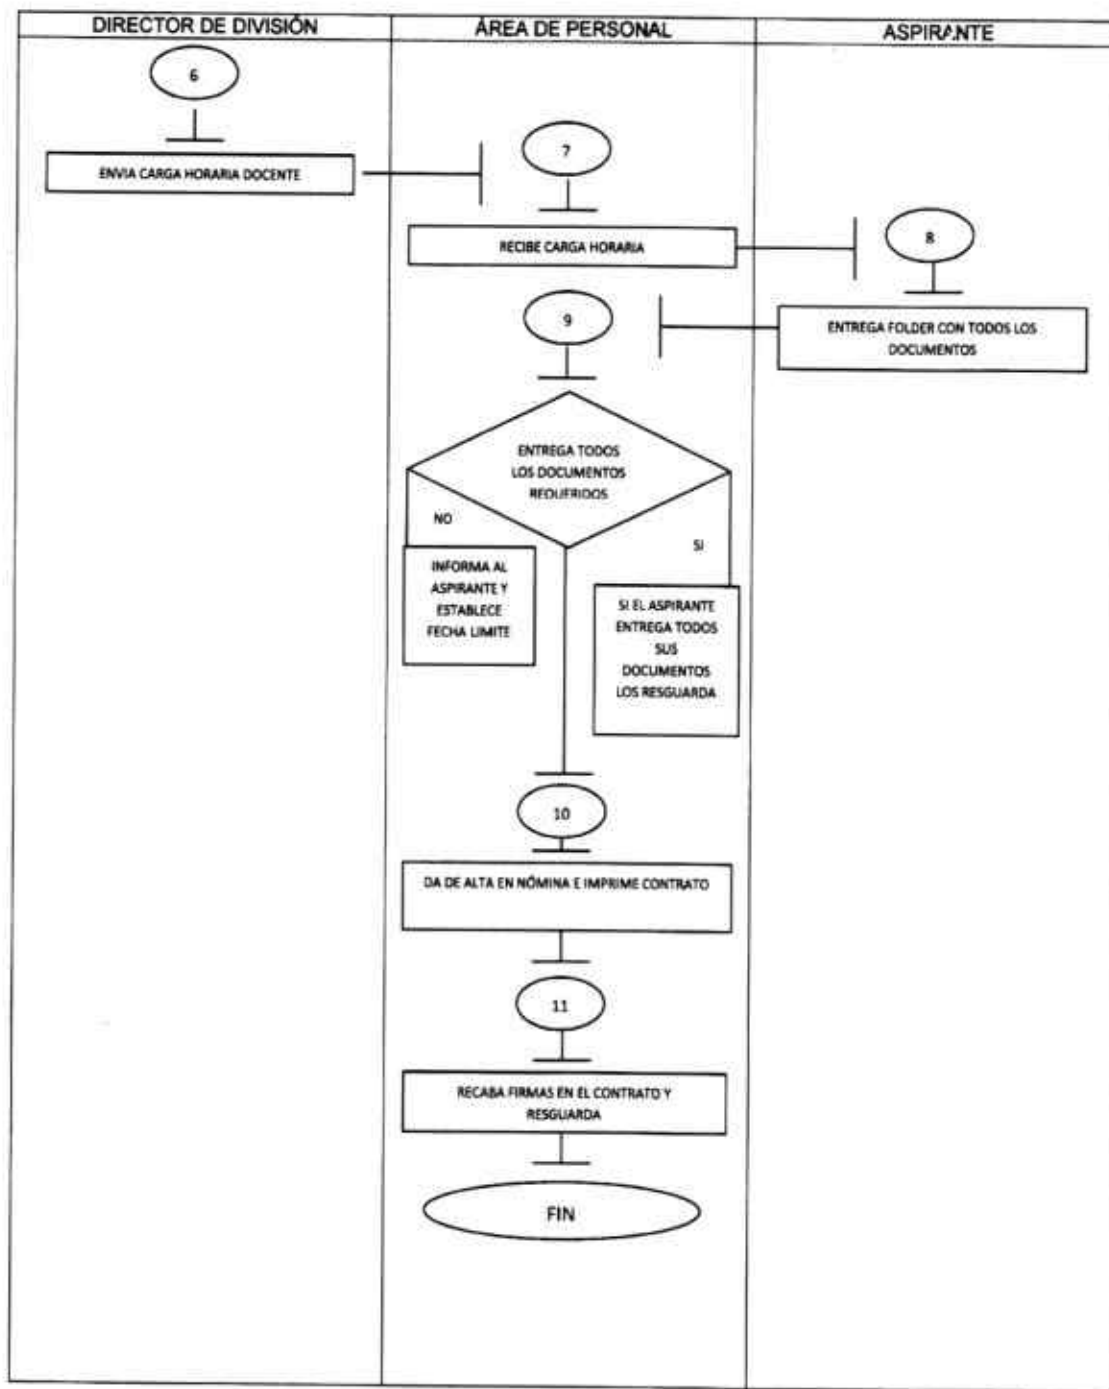 DIRECTOR DE DIVISIÓN
ÁREA DE PERSONAL
ASPIRANTE
6
ENVIA CARGA HORARIA DOCENTE
7
RECIBE CARGA HORARIA
8
ENTREGA FOLDER CON TODOS LOS
DOCUMENTOS
9
ENTREGA TODOS
LOS DOCUMENTOS
REQUERIDOS
NO
INFORMA AL
ASPIRANTE Y
ESTABLECE
FECHA LIMITE
SI
SI EL ASPIRANTE
ENTREGA TODOS
SUS
DOCUMENTOS
LOS RESGUARDA
10
DA DE ALTA EN NÓMINA E IMPRIME CONTRATO
11
RECABA FIRMAS EN EL CONTRATO Y
RESGUARDA
FIN